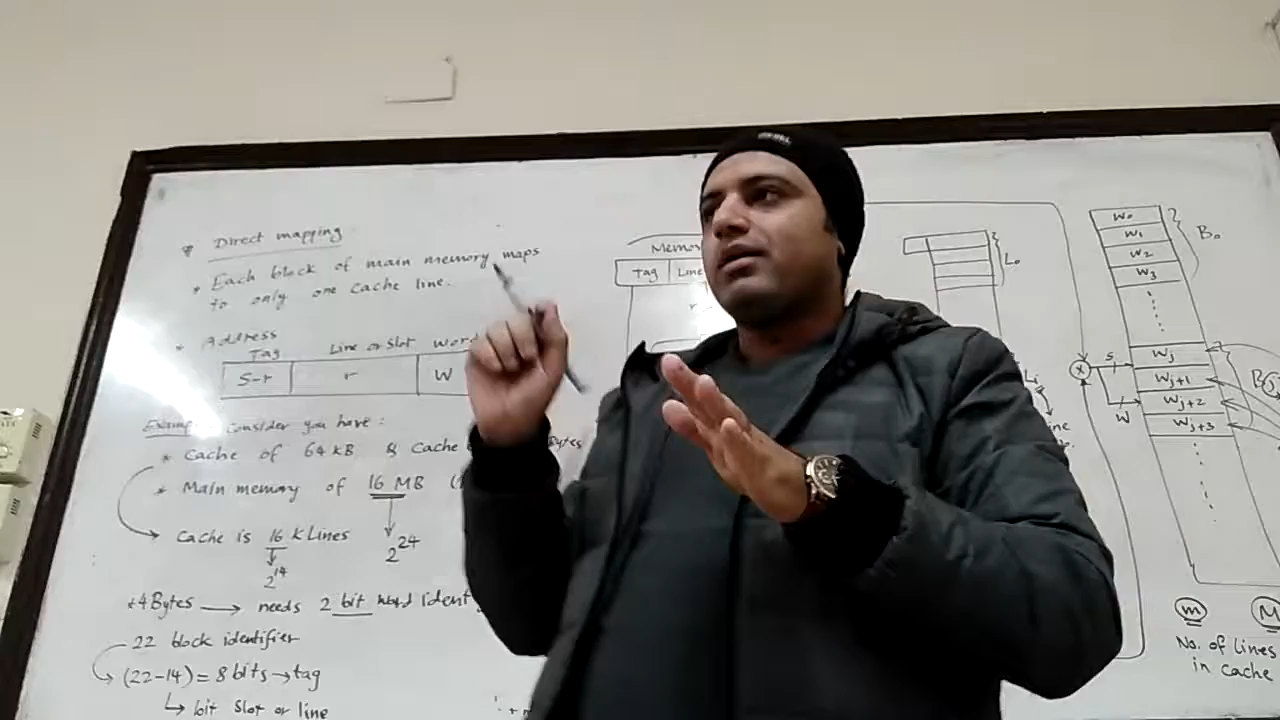 Direct mapping
* Each block of main memory maps
to only one cache line.
* Address
Tag Line or Slot word
s-r r W
Example Consider you have:
* Cache of 64 kB & Cache Bytes
* Main memory of 16 MB
Cache is 16 k Lines
2^14 2^24
*4 Bytes → needs 2 bit word
22 block identifier
(22-14) = 8 bits → tag
bit Slot or line
Tag Line
r
L0
Li
S
W
W0
W1
W2
W3
B0
Wj
Wj+1
Wj+2
Wj+3
m M
No. of Lines
in cache